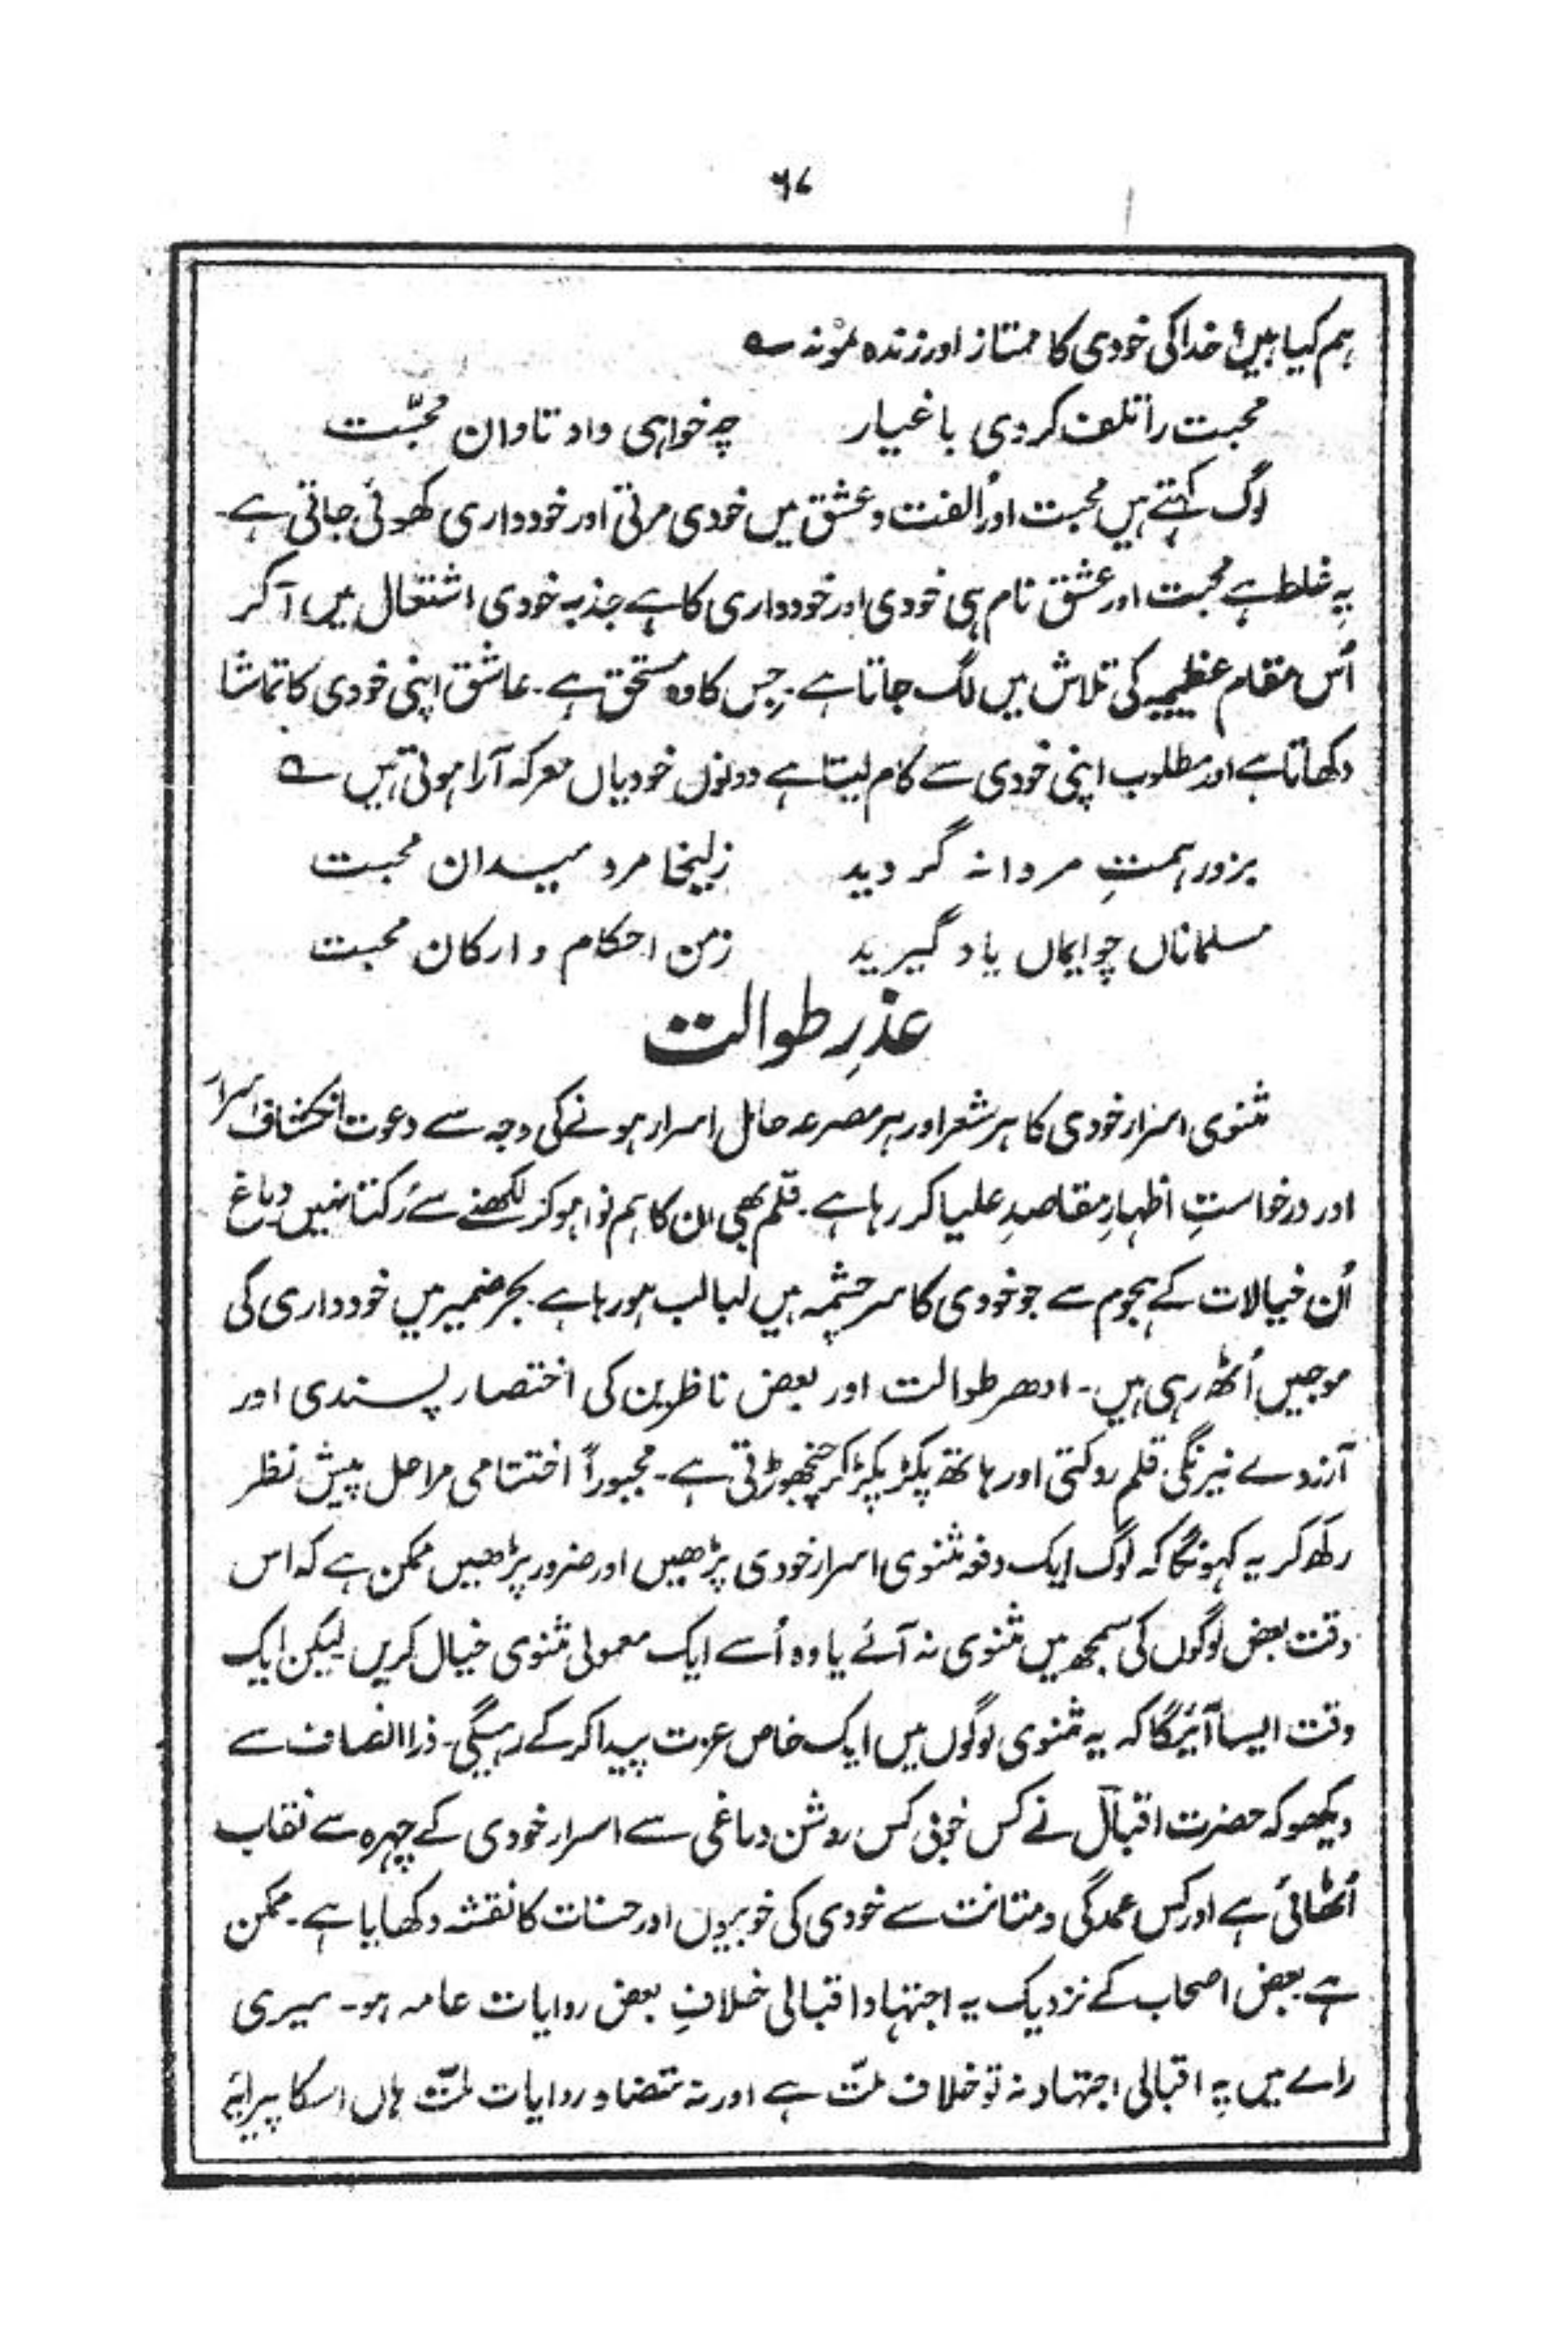 ۶۷
ہم کیا ہیں؟ خدا کی خودی کا ممتاز اور زندہ نمونہ ؎
محبت را تلف کردی باغیار چہ خواہی داد تاوان محبّت
لوگ کہتے ہیں محبت اور اُلفت و عشق میں خودی مرتی اور خودداری کھوئی جاتی ہے۔
یہ غلط ہے محبت اور عشق نام ہی خودی اور خودداری کا ہے جذبہ خودی اشتعال میں آکر
اُس مقام عظیمیہ کی تلاش میں لگ جاتا ہے۔ جس کا وہ مستحق ہے۔ عاشق اپنی خودی کا تماشا
دکھاتا ہے اور مطلوب اپنی خودی سے کام لیتا ہے دونوں خودیاں معرکہ آرا ہوتی ہیں ؎
بزور ہمتِ مردانہ گردید زلیخا مرد میدان محبت
مسلماناں چو ایماں یاد گیرید زمن احکام و ارکان محبت
عذرِ طوالت
مثنوی اسرار خودی کا ہر شعر اور ہر مصرعہ حامل اسرار ہونے کی وجہ سے دعوت انکشاف اسرار
اور درخواستِ اظہارِ مقاصدِ علیا کر رہا ہے۔ قلم بھی ان کا ہم نوا ہو کر لکھنے سے رُکتا نہیں دماغ
اُن خیالات کے ہجوم سے جو خودی کا سرچشمہ ہیں لبالب ہو رہا ہے۔ بحر ضمیر میں خودداری کی
موجیں اُٹھ رہی ہیں۔ ادھر طوالت اور بعض ناظرین کی اختصار پسندی اور
آرزوے نیرنگی قلم روکتی اور ہاتھ پکڑ پکڑ کر جھنجھوڑتی ہے۔ مجبوراً اختتامی مراحل پیش نظر
رکھ کر یہ کہونگا کہ لوگ ایک دفعہ مثنوی اسرار خودی پڑھیں اور ضرور پڑھیں ممکن ہے کہ اس
وقت بعض لوگوں کی سمجھ میں مثنوی نہ آئے یا وہ اُسے ایک معمولی مثنوی خیال کریں۔ لیکن ایک
وقت ایسا آئیگا کہ یہ مثنوی لوگوں میں ایک خاص عزت پیدا کر کے رہیگی۔ ذرا انصاف سے
دیکھو کہ حضرت اقبالؔ نے کس خوبی کس روشن دماغی سے اسرار خودی کے چہرہ سے نقاب
اُٹھائی ہے اور کس عمدگی و متانت سے خودی کی خوبیوں اور حسنات کا نقشہ دکھایا ہے۔ ممکن
ہے بعض اصحاب کے نزدیک یہ اجتہاد اقبالی خلافِ بعض روایات عامہ ہو۔ میری
راے میں یہ اقبالی اجتہاد نہ تو خلاف ملّت ہے اور نہ متضاد روایات ملّت ہاں اسکا پیرایہ